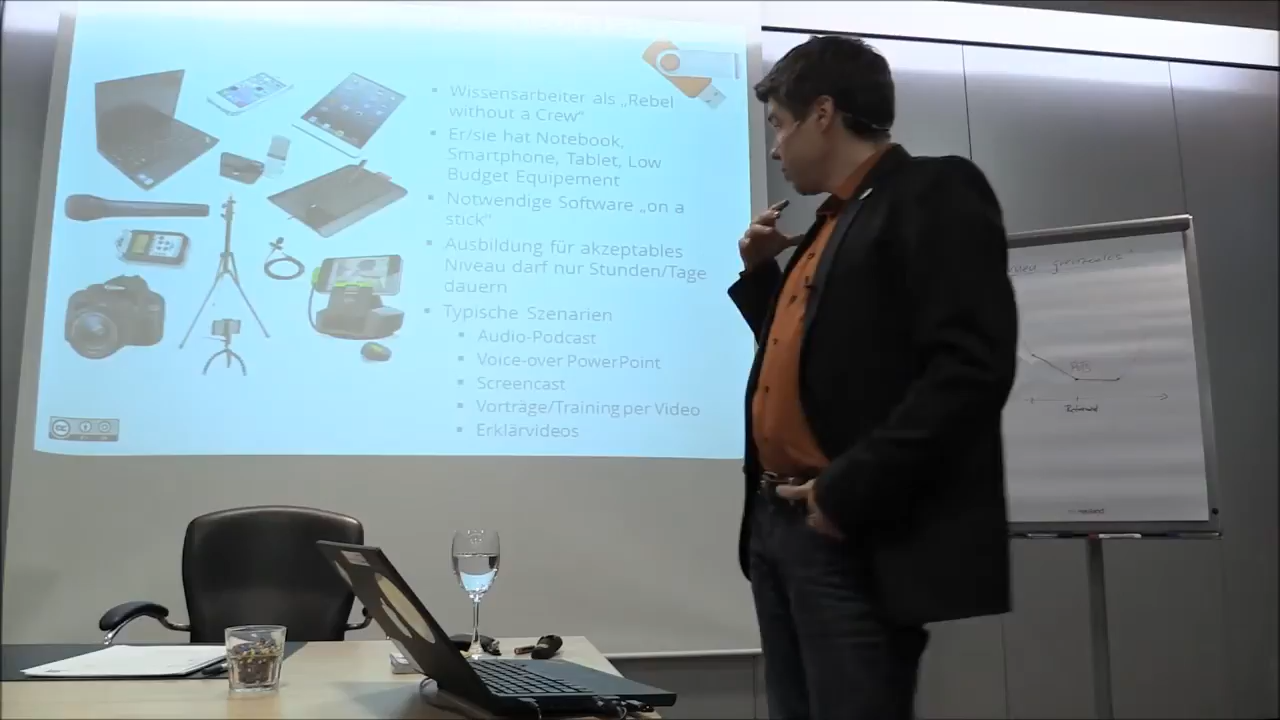 Wissensarbeiter als „Rebel
without a Crew“
Er/sie hat Notebook,
Smartphone, Tablet, Low
Budget Equipement
Notwendige Software „on a
stick“
Ausbildung für akzeptables
Niveau darf nur Stunden/Tage
dauern
Typische Szenarien
Audio-Podcast
Voice-over PowerPoint
Screencast
Vorträge/Training per Video
Erklärvideos
cc